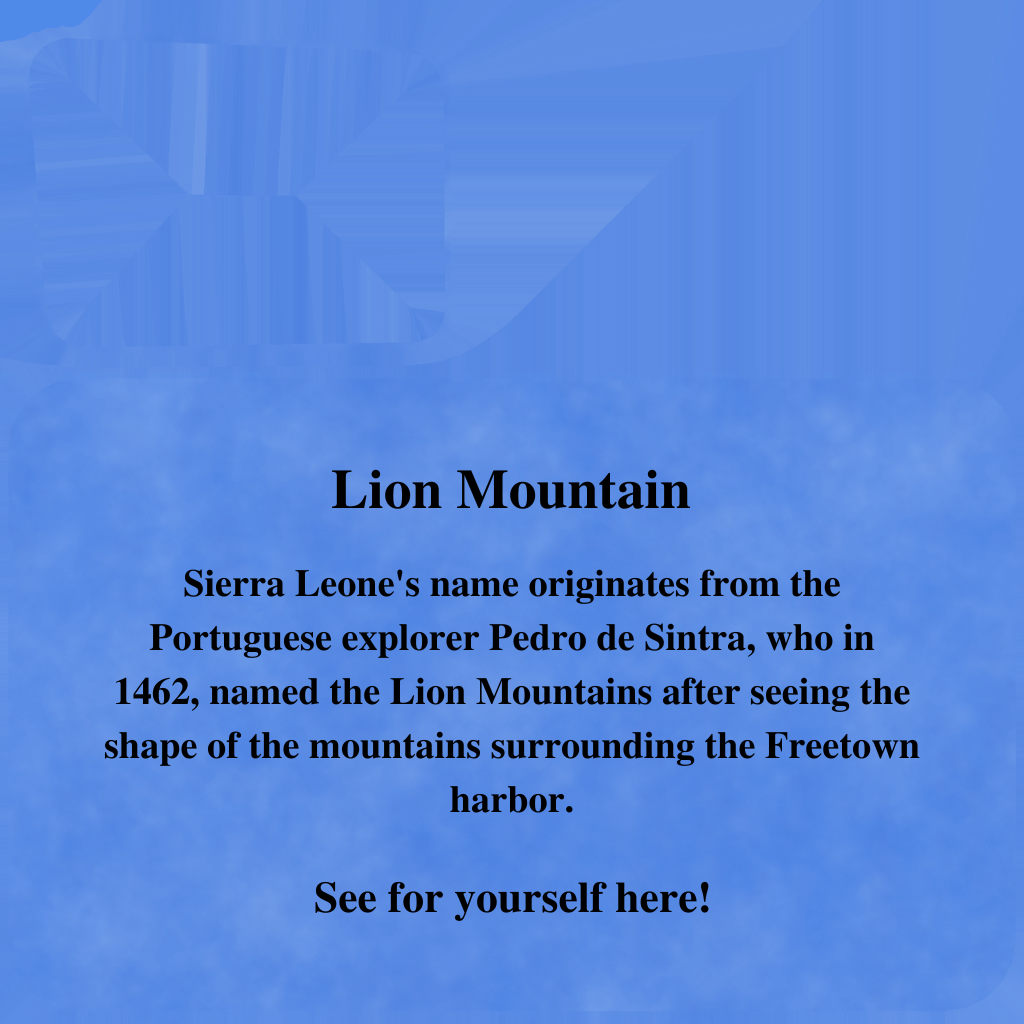 Lion Mountain
Sierra Leone's name originates from the
Portuguese explorer Pedro de Sintra, who in
1462, named the Lion Mountains after seeing the
shape of the mountains surrounding the Freetown
harbor.
See for yourself here!